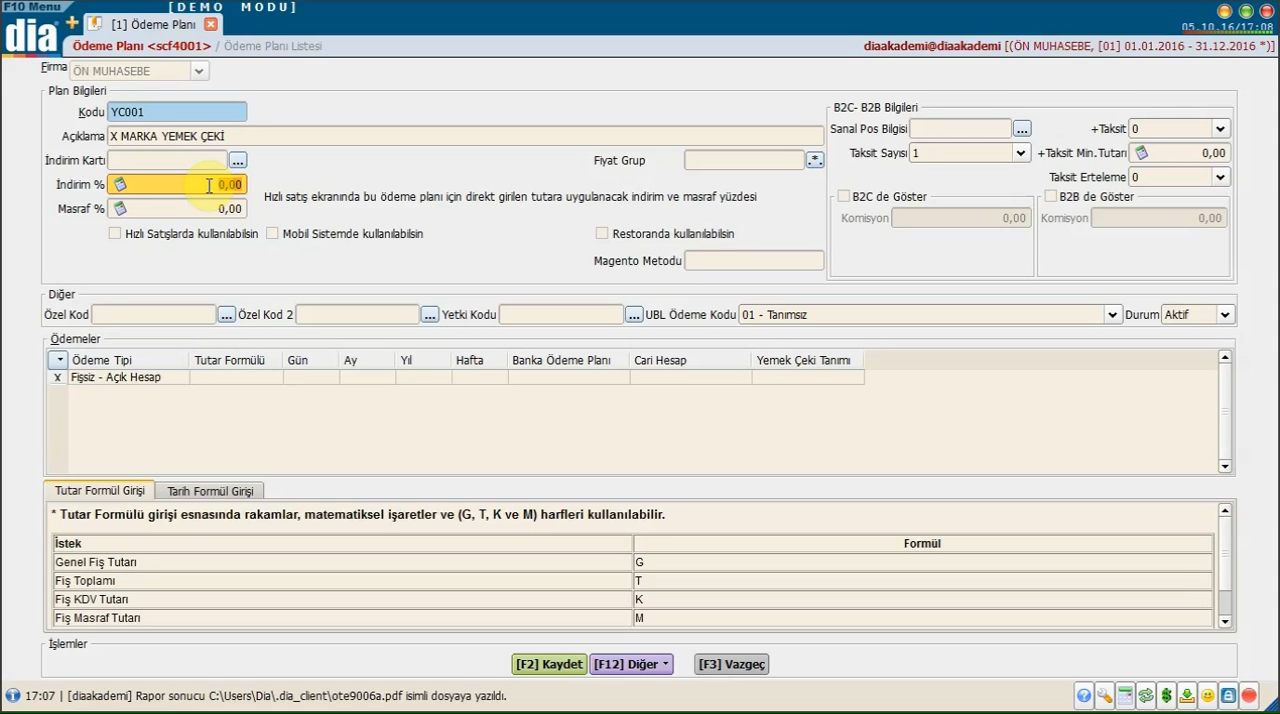 F10 Menu
[ D E M O   M O D U ]
dia
[1] Ödeme Planı
05.10.16/17:08
Ödeme Planı <scf4001> / Ödeme Planı Listesi
diaakademi@diaakademi [(ÖN MUHASEBE, [01] 01.01.2016 - 31.12.2016 *)]
Firma ÖN MUHASEBE
Plan Bilgileri
Kodu YC001
Açıklama X MARKA YEMEK ÇEKİ
İndirim Kartı ...
Fiyat Grup .*.
İndirim % 0,00
Masraf % 0,00
Hızlı satış ekranında bu ödeme planı için direkt girilen tutara uygulanacak indirim ve masraf yüzdesi
Hızlı Satışlarda kullanılabilsin Mobil Sistemde kullanılabilsin Restoranda kullanılabilsin
Magento Metodu
B2C- B2B Bilgileri
Sanal Pos Bilgisi ... +Taksit 0
Taksit Sayısı 1 +Taksit Min.Tutarı 0,00
Taksit Erteleme 0
B2C de Göster B2B de Göster
Komisyon 0,00 Komisyon 0,00
Diğer
Özel Kod ... Özel Kod 2 ... Yetki Kodu ... UBL Ödeme Kodu 01 - Tanımsız Durum Aktif
Ödemeler
Ödeme Tipi Tutar Formülü Gün Ay Yıl Hafta Banka Ödeme Planı Cari Hesap Yemek Çeki Tanımı
x Fişsiz - Açık Hesap
Tutar Formül Girişi Tarih Formül Girişi
* Tutar Formülü girişi esnasında rakamlar, matematiksel işaretler ve (G, T, K ve M) harfleri kullanılabilir.
İstek Formül
Genel Fiş Tutarı G
Fiş Toplamı T
Fiş KDV Tutarı K
Fiş Masraf Tutarı M
İşlemler
[F2] Kaydet [F12] Diğer [F3] Vazgeç
17:07 | [diaakademi] Rapor sonucu C:\Users\Dia\.dia_client\ote9006a.pdf isimli dosyaya yazıldı.